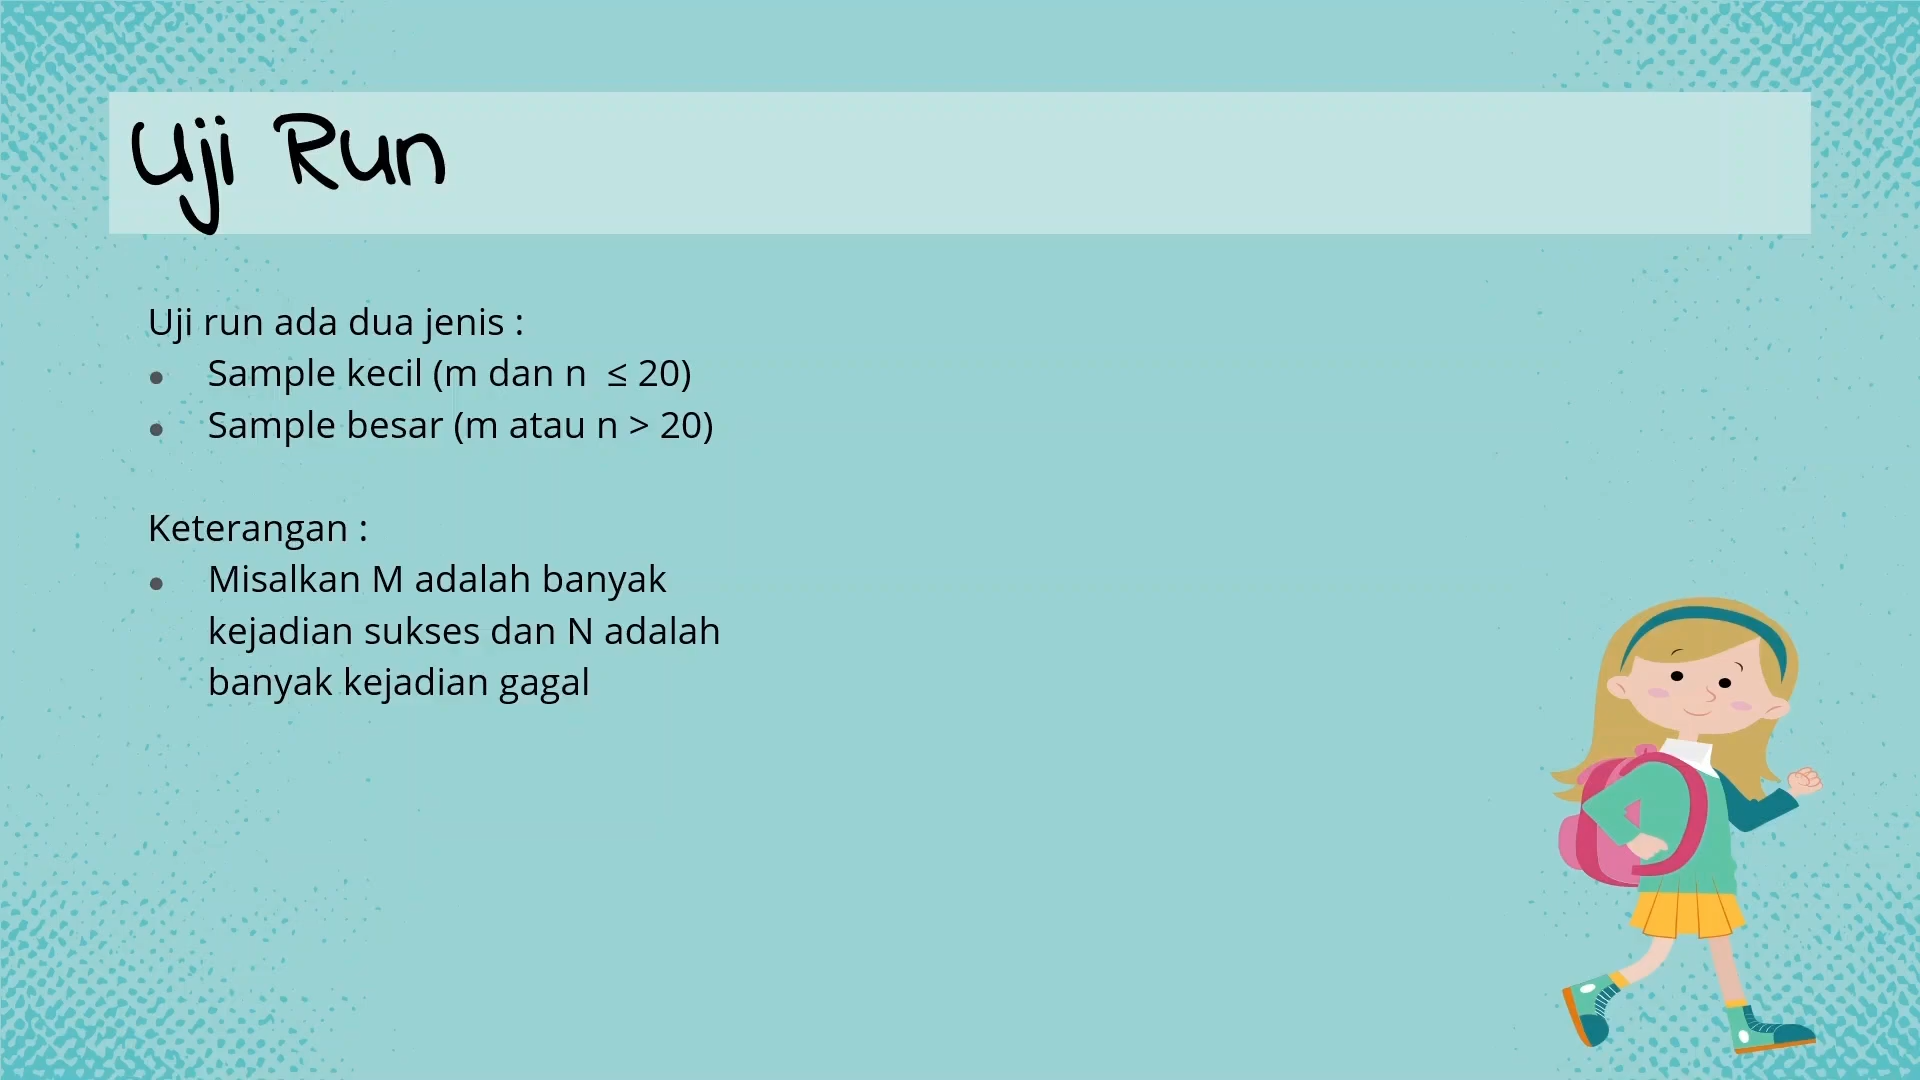 Uji Run
Uji run ada dua jenis :
● Sample kecil (m dan n ≤ 20)
● Sample besar (m atau n > 20)
Keterangan :
● Misalkan M adalah banyak
kejadian sukses dan N adalah
banyak kejadian gagal